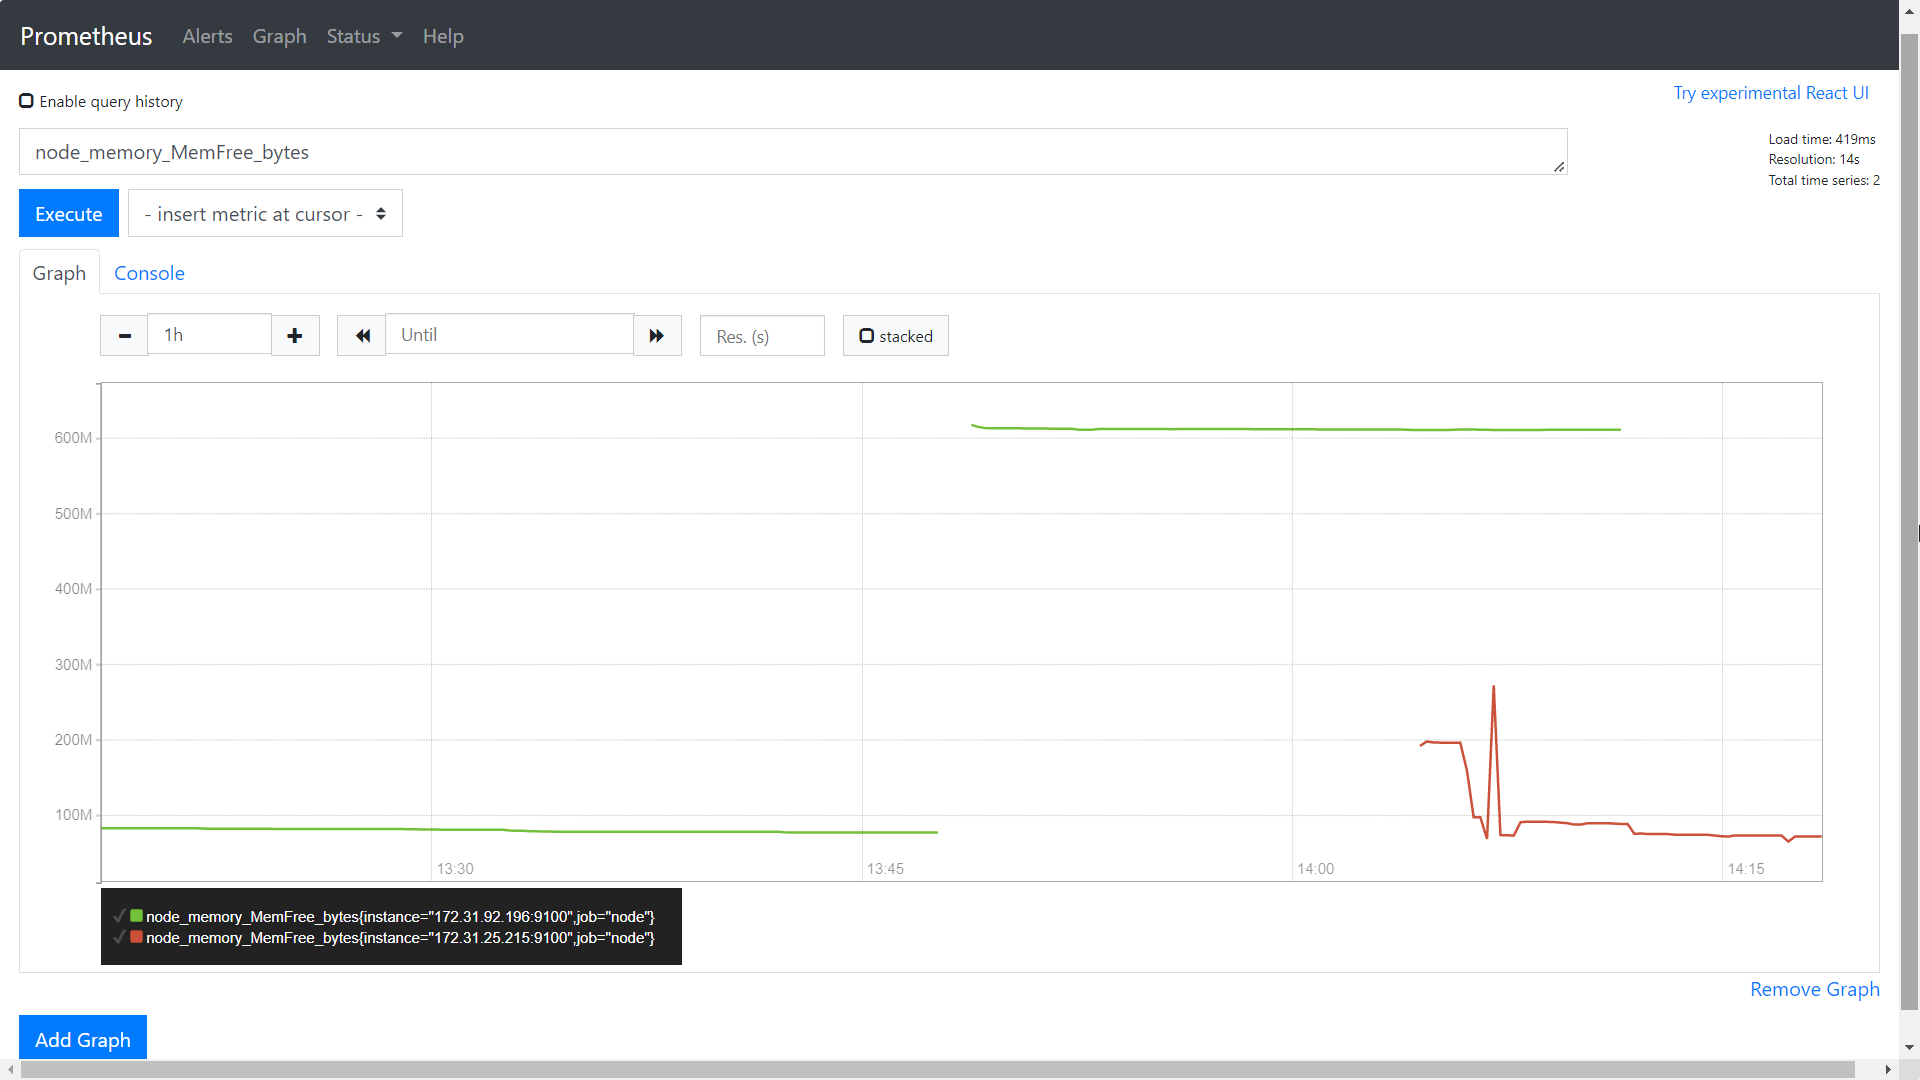 Prometheus Alerts Graph Status Help
Enable query history
Try experimental React UI
node_memory_MemFree_bytes
Load time: 419ms
Resolution: 14s
Total time series: 2
Execute
- insert metric at cursor -
Graph Console
1h
Until
Res. (s)
stacked
600M
500M
400M
300M
200M
100M
13:30 13:45 14:00 14:15
node_memory_MemFree_bytes{instance="172.31.92.196:9100",job="node"}
node_memory_MemFree_bytes{instance="172.31.25.215:9100",job="node"}
Remove Graph
Add Graph